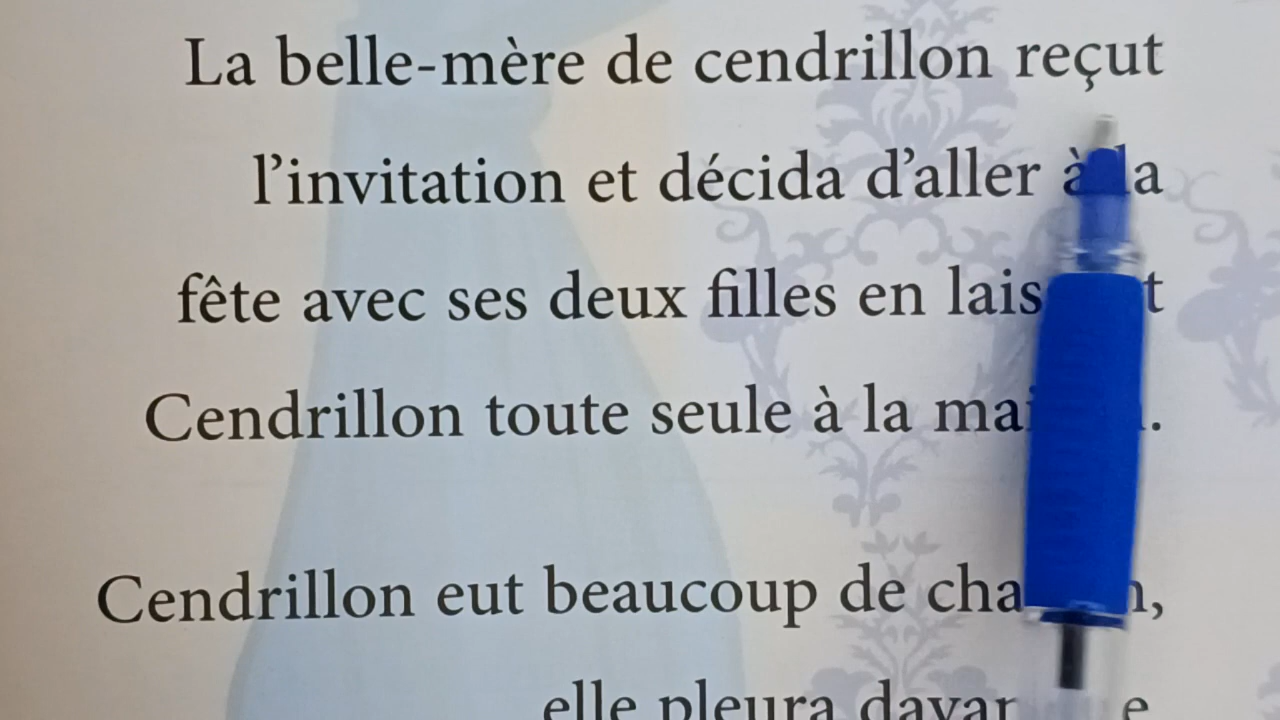 La belle-mère de cendrillon reçut
l'invitation et décida d'aller à la
fête avec ses deux filles en
Cendrillon toute seule à la
Cendrillon eut beaucoup de
elle pleura